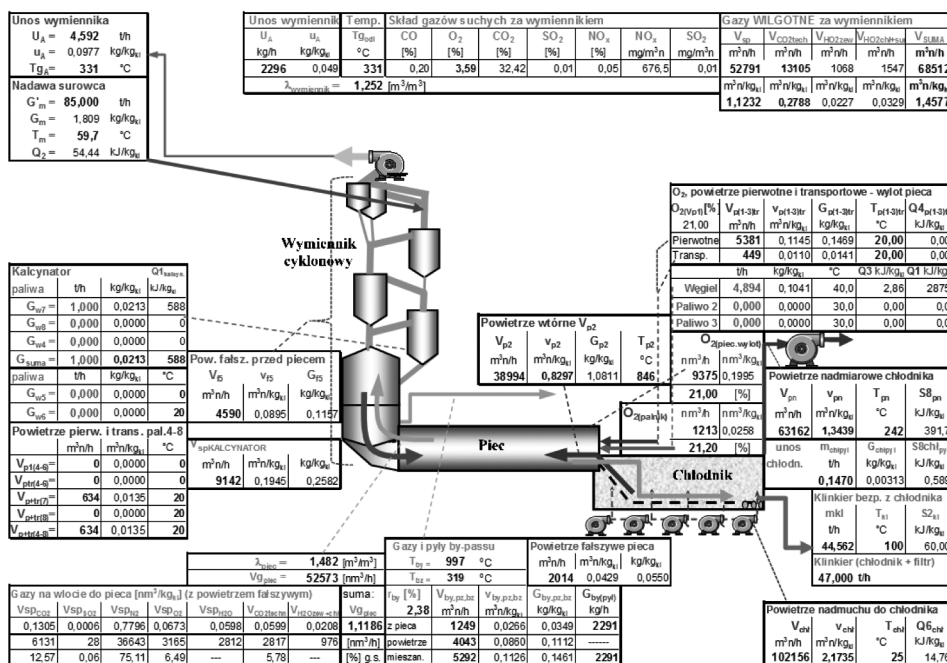 Unos wymiennika
U_A = 4,592 t/h
u_A = 0,0977 kg/kg_kl
Tg_A = 331 °C
Nadawa surowca
G'_m = 85,000 t/h
G_m = 1,809 kg/kg_kl
T_m = 59,7 °C
Q_2 = 54,44 kJ/kg_kl
Unos wymiennik Temp. Skład gazów suchych za wymiennikiem
U_A u_A Tg_odl CO O_2 CO_2 SO_2 NO_x NO_x SO_2
kg/h kg/kg_kl °C [%] [%] [%] [%] [%] mg/m³n mg/m³n
2296 0,049 331 0,20 3,59 32,42 0,01 0,05 676,5 0,01
λ_wymiennik = 1,252 [m³/m³]
Gazy WILGOTNE za wymiennikiem
V_sp V_CO2tech V_HO2zew V_HO2chł+su V_SUMA
m³n/h m³n/h m³n/h m³n/h m³n/h
52791 13105 1068 1547 68512
m³n/kg_kl m³n/kg_kl m³n/kg_kl m³n/kg_kl m³n/kg_kl
1,1232 0,2788 0,0227 0,0329 1,4577
Wymiennik
cyklonowy
O_2, powietrze pierwotne i transportowe - wylot pieca
O_2(Vp1) [%] V_p(1-3)tr v_p(1-3)tr G_p(1-3)tr T_p(1-3)tr Q4_p(1-3)tr
21,00 m³n/h m³n/kg_kl kg/kg_kl °C kJ/kg_kl
Pierwotne 5381 0,1145 0,1469 20,00 0,00
Transp. 449 0,0110 0,0141 20,00 0,00
t/h kg/kg_kl °C Q3 kJ/kg_kl Q1 kJ/kg
Węgiel 4,894 0,1041 40,0 2,86 2875
Paliwo 2 0,000 0,0000 30,0 0,00 0,0
Paliwo 3 0,000 0,0000 30,0 0,00 0,0
Kalcynator Q1_kalcyn.
paliwa t/h kg/kg_kl kJ/kg_kl
G_w7 1,000 0,0213 588
G_w8 = 0,000 0,0000 0
G_w4 = 0,000 0,0000 0
G_suma = 1,000 0,0213 588
paliwa t/h kg/kg_kl °C
G_w5 = 0,000 0,0000 0
G_w6 = 0,000 0,0000 20
Powietrze pierw. i trans. pal.4-8
m³n/h m³n/kg_kl °C
V_p1(4-6) = 0 0,0000 0
V_ptr(4-6) = 0 0,0000 0
V_p+tr(7) = 634 0,0135 20
V_p+tr(8) = 0 0,0000 20
V_p+tr(4-8) = 634 0,0135 20
Pow. fałsz. przed piecem
V_f5 v_f5 G_f5
m³n/h m³n/kg_kl kg/kg_kl
4590 0,0895 0,1157
V_spKALCYNATOR
m³n/h m³n/kg_kl kg/kg_kl
9142 0,1945 0,2582
Powietrze wtórne V_p2
V_p2 v_p2 G_p2 T_p2
m³n/h m³n/kg_kl kg/kg_kl °C
38994 0,8297 1,0811 846
O_2(piec.wylot)
nm³/h nm³/kg_kl
9375 0,1995
21,00 [%]
O_2(palnik) nm³/h nm³/kg_kl
1213 0,0258
21,20 [%]
Powietrze nadmiarowe chłodnika
V_pn v_pn T_pn S8_pn
m³n/h m³n/kg_kl °C kJ/kg_kl
63162 1,3439 242 391,7
unos m_chłpył G_chłpył S8chł_py
chłodn. t/h kg/kg_kl kJ/kg_kl
0,1470 0,00313 0,589
Piec
Chłodnik
Klinkier bezp. z chłodnika
mkl T_kl S2_kl
t/h °C kJ/kg_kl
44,562 100 60,00
Klinkier (chłodnik + filtr)
47,000 t/h
λ_piec = 1,482 [m³/m³]
Vg_piec = 52573 [nm³/h]
Gazy i pyły by-passu
T_by = 997 °C
T_bz = 319 °C
Powietrze fałszywe pieca
m³n/h m³n/kg_kl kg/kg_kl
2014 0,0429 0,0550
Gazy na wlocie do pieca [nm³/kg_kl] (z powietrzem fałszywym) suma:
Vsp_CO2 Vsp_SO2 Vsp_N2 Vsp_O2 Vsp_H2O V_CO2techn V_H2Ozew+chł Vg_piec
0,1305 0,0006 0,7796 0,0673 0,0598 0,0599 0,0208 1,1186
6131 28 36643 3165 2812 2817 976 [nm³/h]
12,57 0,06 75,11 6,49 --- 5,78 --- [%] g.s.
r_by [%] V_by,pz,bz v_by,pz,bz G_by,pz,bz G_by(pył)
2,38 m³n/h m³n/kg_kl kg/kg_kl kg/h
z pieca 1249 0,0266 0,0349 2291
powietrze 4043 0,0860 0,1112 ------
mieszan. 5292 0,1126 0,1461 2291
Powietrze nadmuchu do chłodnika
V_chł v_chł T_chł Q6_chł
m³n/h m³n/kg_kl °C kJ/kg_kl
102156 2,1735 25 14,76